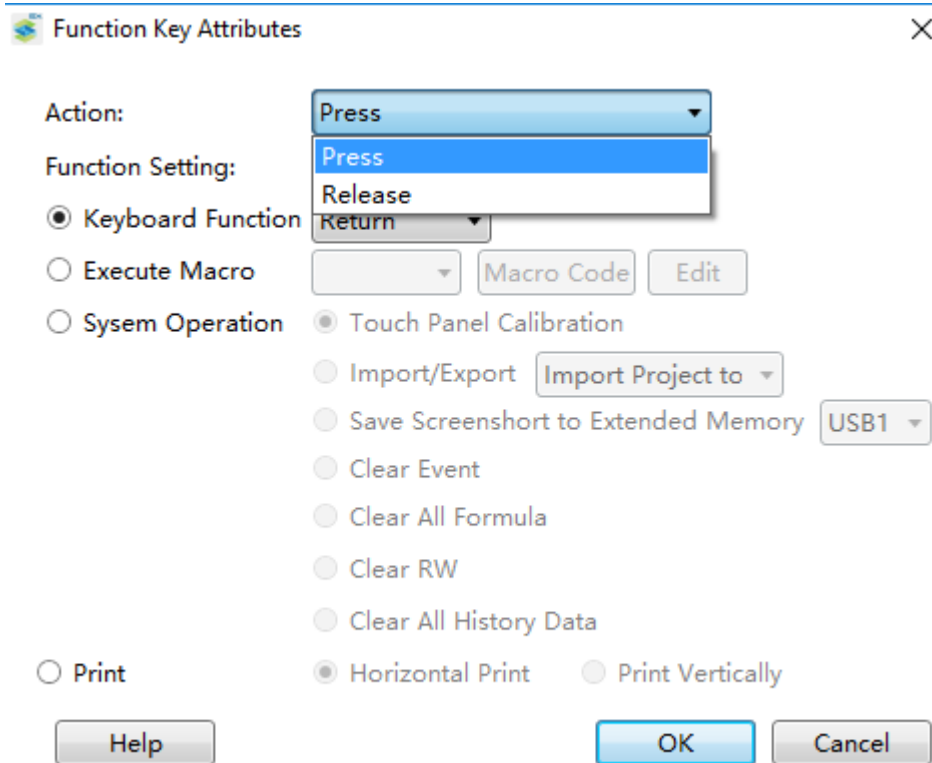 Function Key Attributes
Action: Press
Press
Function Setting:
Release
Keyboard Function Return
Execute Macro Macro Code Edit
Sysem Operation Touch Panel Calibration
Import/Export Import Project to
Save Screenshort to Extended Memory USB1
Clear Event
Clear All Formula
Clear RW
Clear All History Data
Print Horizontal Print Print Vertically
Help OK Cancel